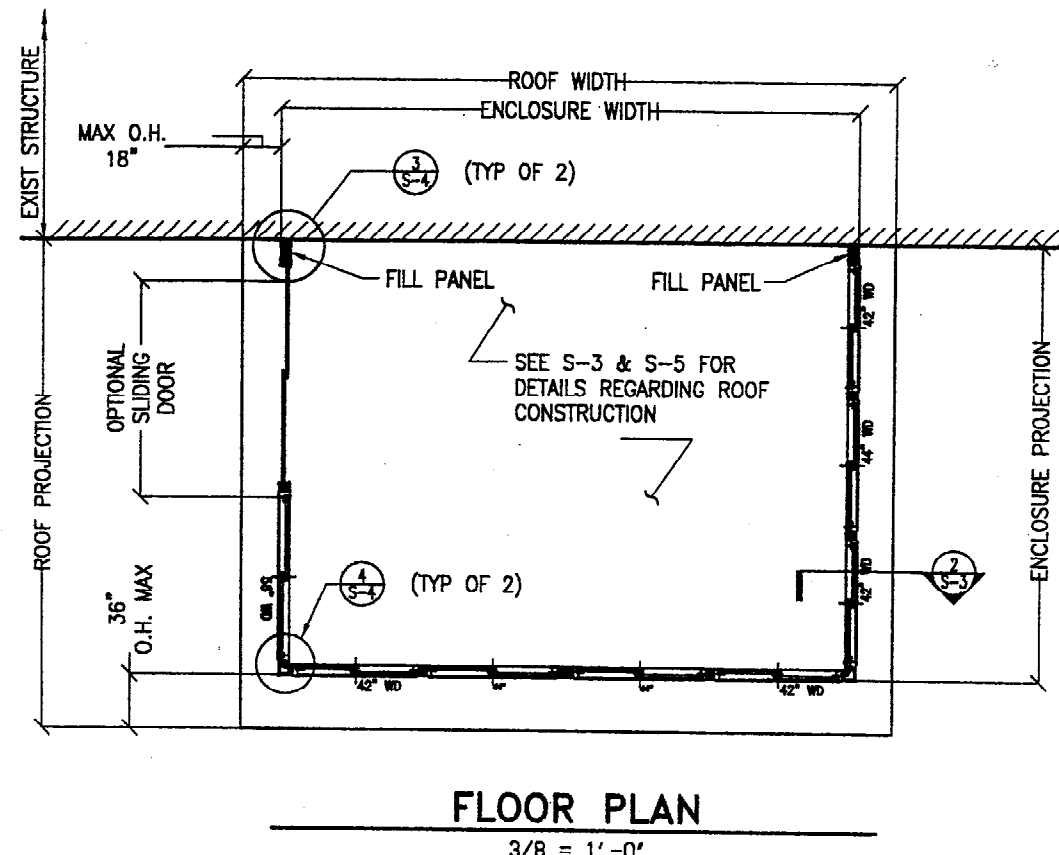 EXIST STRUCTURE
ROOF WIDTH
ENCLOSURE WIDTH
MAX O.H.
18"
3
S-4
(TYP OF 2)
FILL PANEL
FILL PANEL
42" WD
OPTIONAL
SLIDING
DOOR
SEE S-3 & S-5 FOR
DETAILS REGARDING ROOF
CONSTRUCTION
44" WD
ROOF PROJECTION
ENCLOSURE PROJECTION
36"
O.H. MAX
4
S-4
(TYP OF 2)
42" WD
2
S-3
42" WD
42" WD
FLOOR PLAN
3/8 = 1'-0"